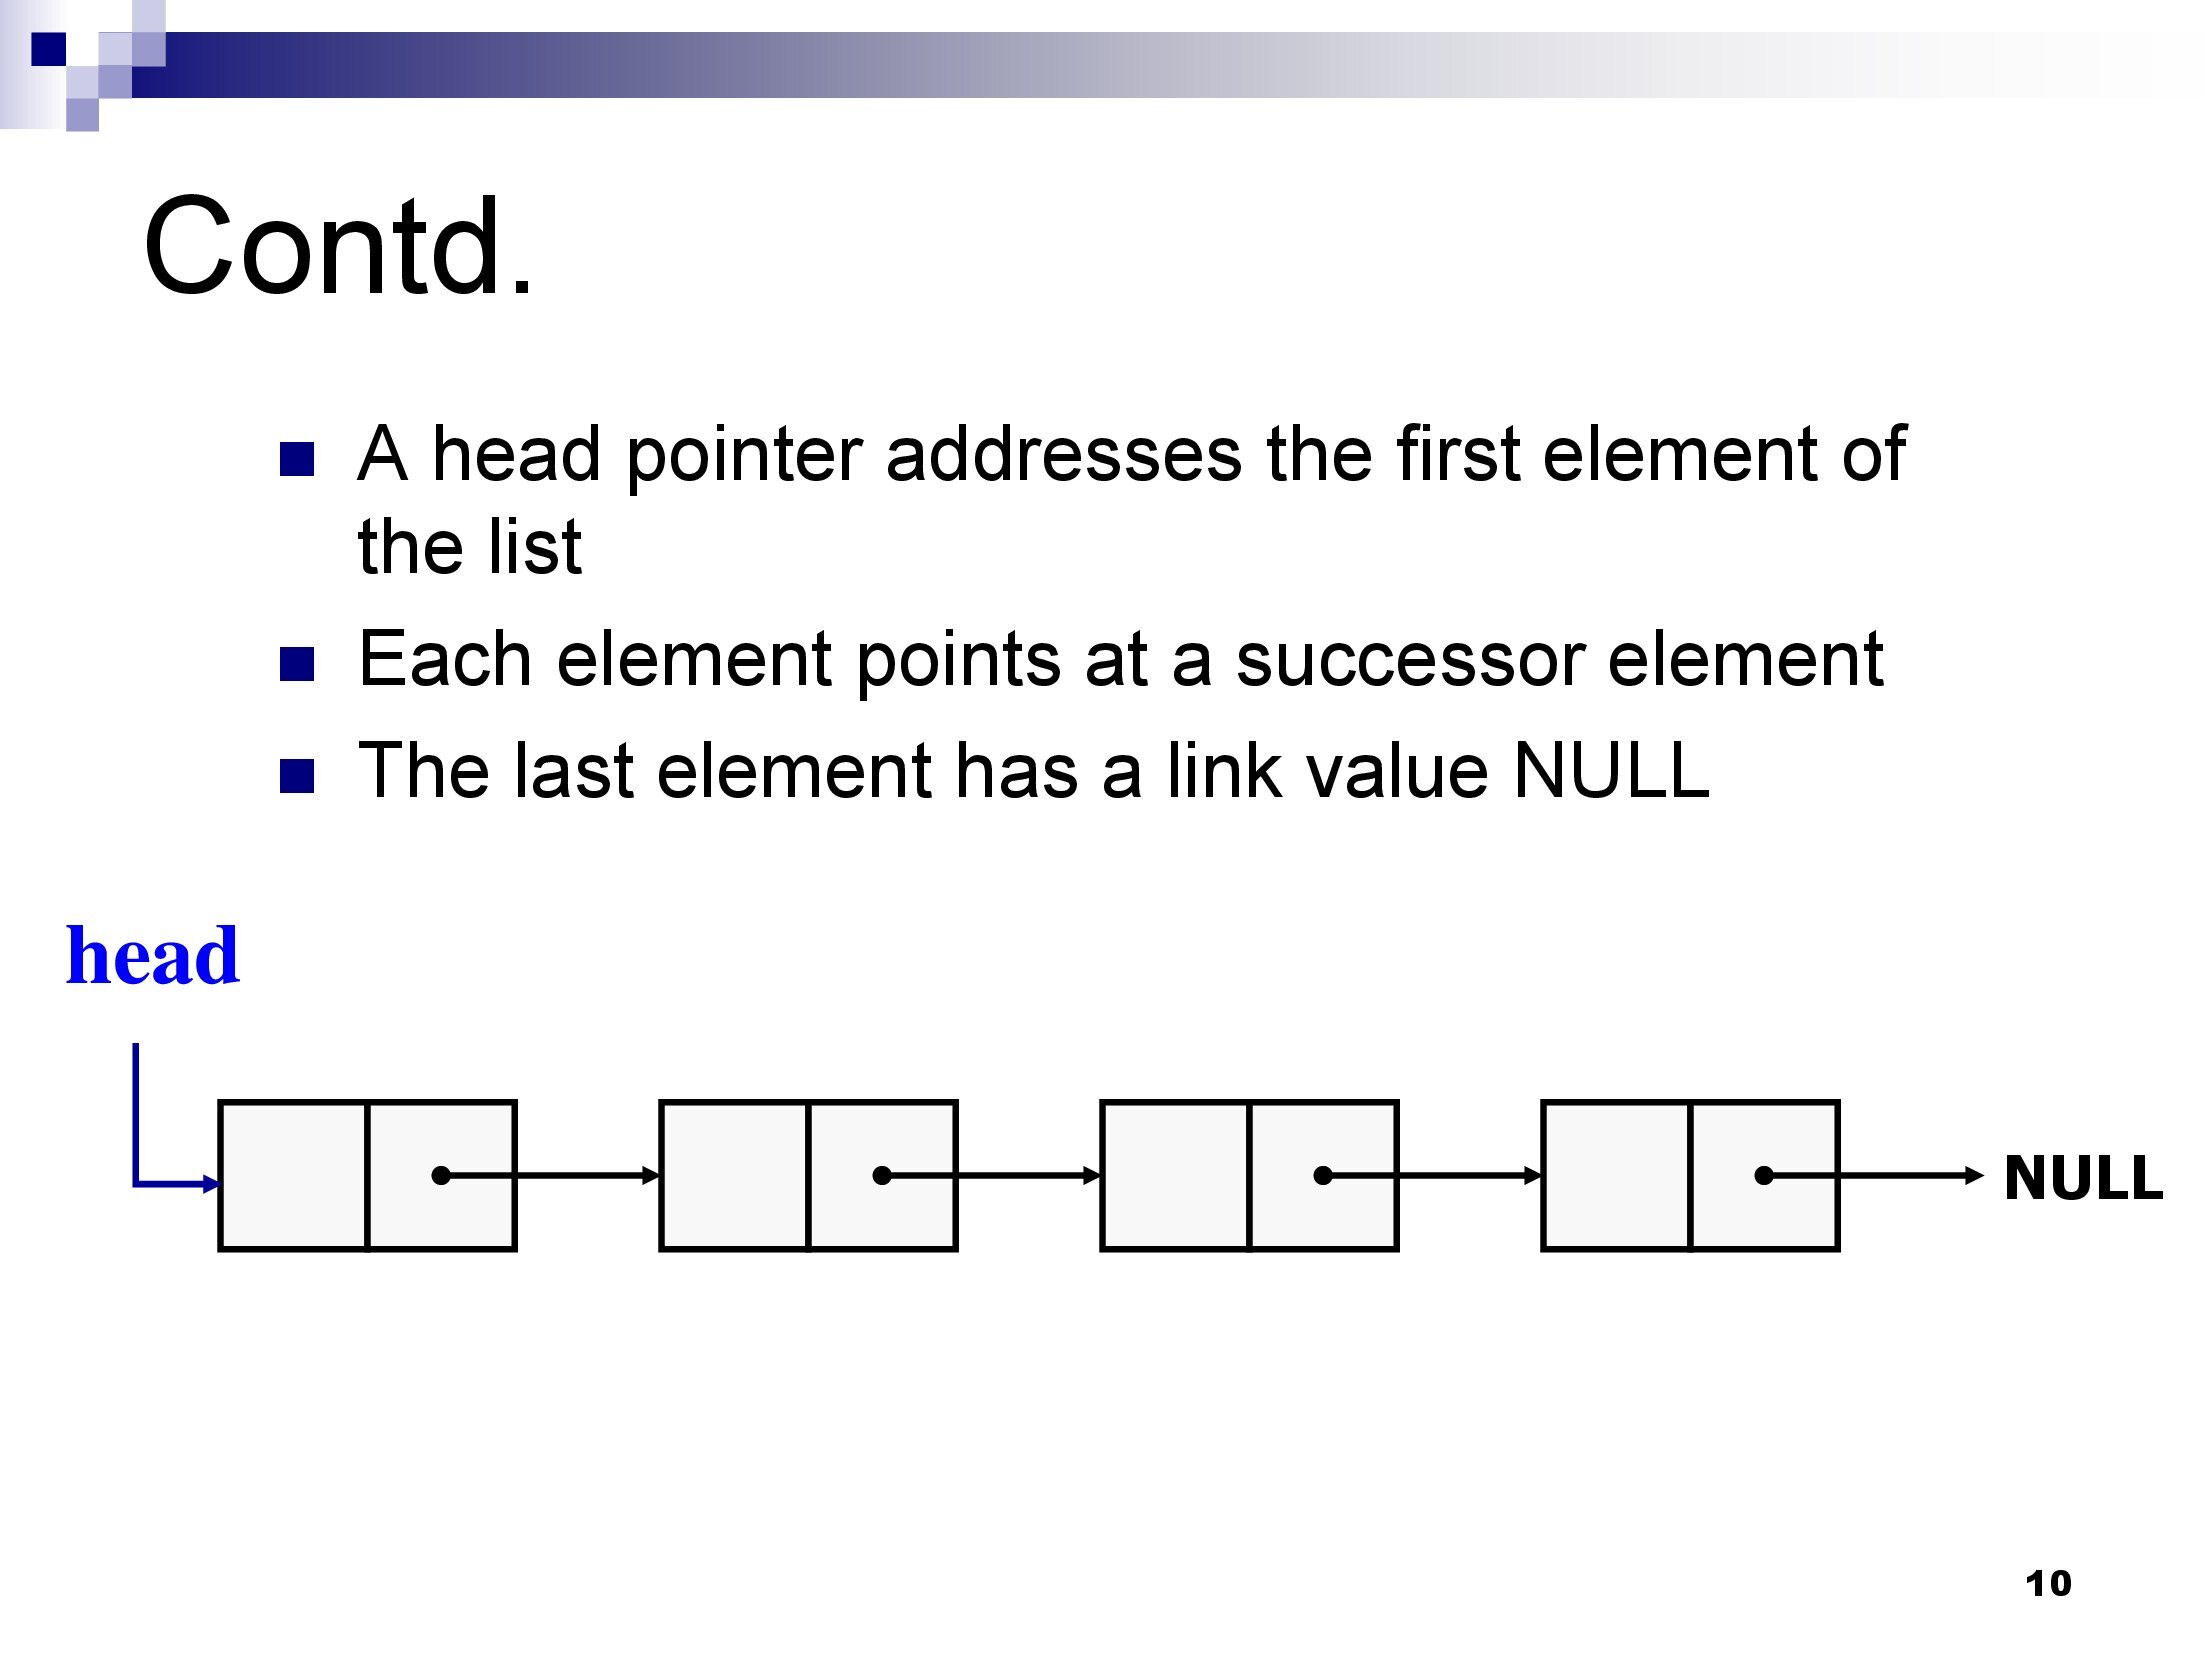 Contd.
A head pointer addresses the first element of
the list
Each element points at a successor element
The last element has a link value NULL
head
NULL
10